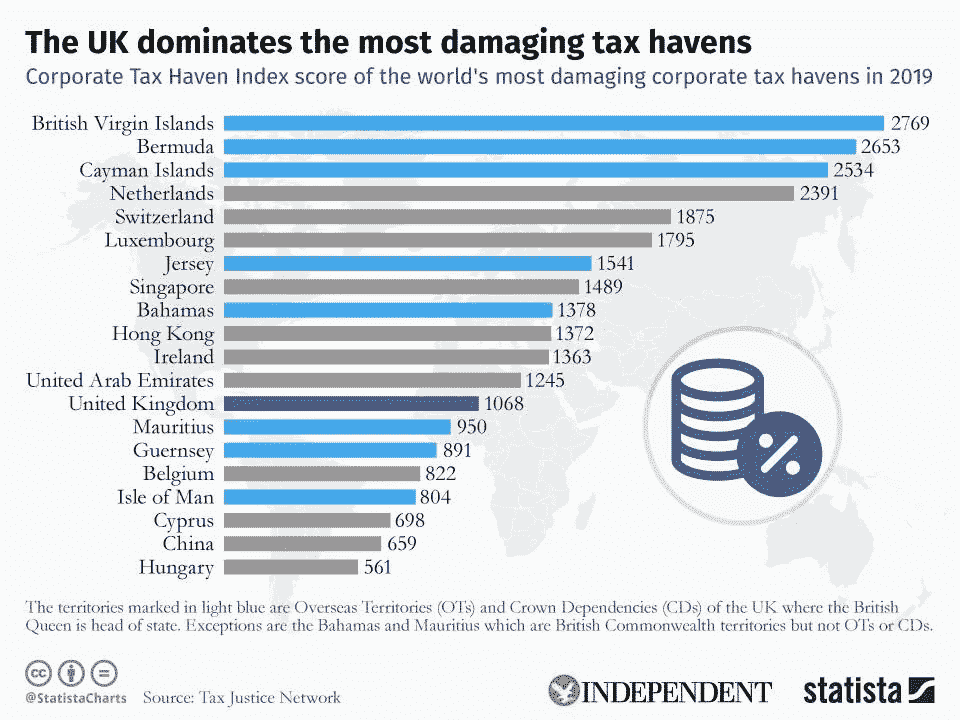 The UK dominates the most damaging tax havens
Corporate Tax Haven Index score of the world's most damaging corporate tax havens in 2019
British Virgin Islands 2769
Bermuda 2653
Cayman Islands 2534
Netherlands 2391
Switzerland 1875
Luxembourg 1795
Jersey 1541
Singapore 1489
Bahamas 1378
Hong Kong 1372
Ireland 1363
United Arab Emirates 1245
United Kingdom 1068
Mauritius 950
Guernsey 891
Belgium 822
Isle of Man 804
Cyprus 698
China 659
Hungary 561
%
The territories marked in light blue are Overseas Territories (OTs) and Crown Dependencies (CDs) of the UK where the British
Queen is head of state. Exceptions are the Bahamas and Mauritius which are British Commonwealth territories but not OTs or CDs.
cc
@StatistaCharts Source: Tax Justice Network
INDEPENDENT statista